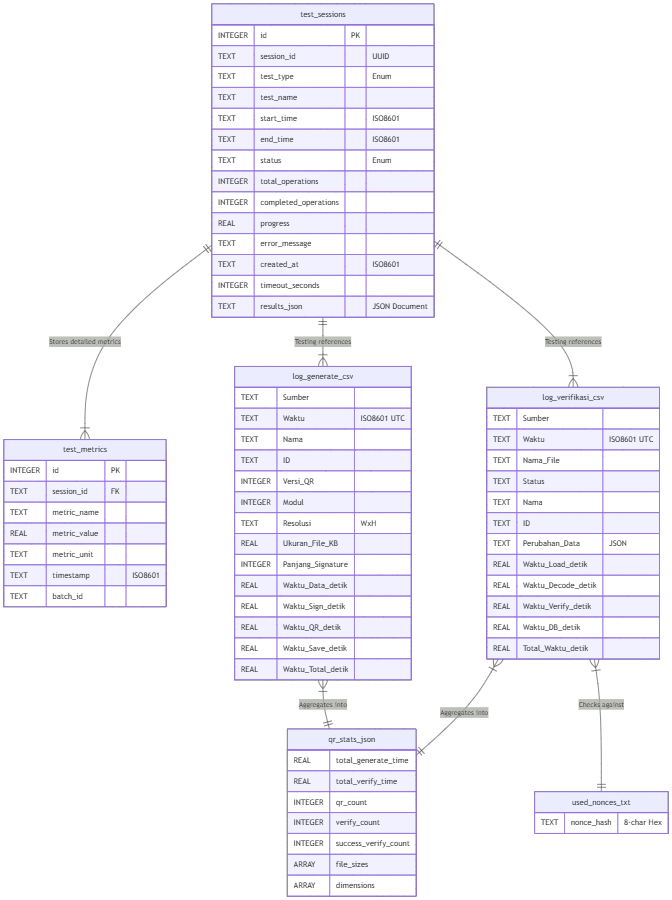 test_sessions
INTEGER id PK
TEXT session_id UUID
TEXT test_type Enum
TEXT test_name
TEXT start_time ISO8601
TEXT end_time ISO8601
TEXT status Enum
INTEGER total_operations
INTEGER completed_operations
REAL progress
TEXT error_message
TEXT created_at ISO8601
INTEGER timeout_seconds
TEXT results_json JSON Document
Stores detailed metrics
Testing references
Testing references
log_generate_csv
TEXT Sumber
TEXT Waktu ISO8601 UTC
TEXT Nama
TEXT ID
INTEGER Versi_QR
INTEGER Modul
TEXT Resolusi WxH
REAL Ukuran_File_KB
INTEGER Panjang_Signature
REAL Waktu_Data_detik
REAL Waktu_Sign_detik
REAL Waktu_QR_detik
REAL Waktu_Save_detik
REAL Waktu_Total_detik
log_verifikasi_csv
TEXT Sumber
TEXT Waktu ISO8601 UTC
TEXT Nama_File
TEXT Status
TEXT Nama
TEXT ID
TEXT Perubahan_Data JSON
REAL Waktu_Load_detik
REAL Waktu_Decode_detik
REAL Waktu_Verify_detik
REAL Waktu_DB_detik
REAL Total_Waktu_detik
test_metrics
INTEGER id PK
TEXT session_id FK
TEXT metric_name
REAL metric_value
TEXT metric_unit
TEXT timestamp ISO8601
TEXT batch_id
Aggregates into
Aggregates into
Checks against
qr_stats_json
REAL total_generate_time
REAL total_verify_time
INTEGER qr_count
INTEGER verify_count
INTEGER success_verify_count
ARRAY file_sizes
ARRAY dimensions
used_nonces_txt
TEXT nonce_hash 8-char Hex